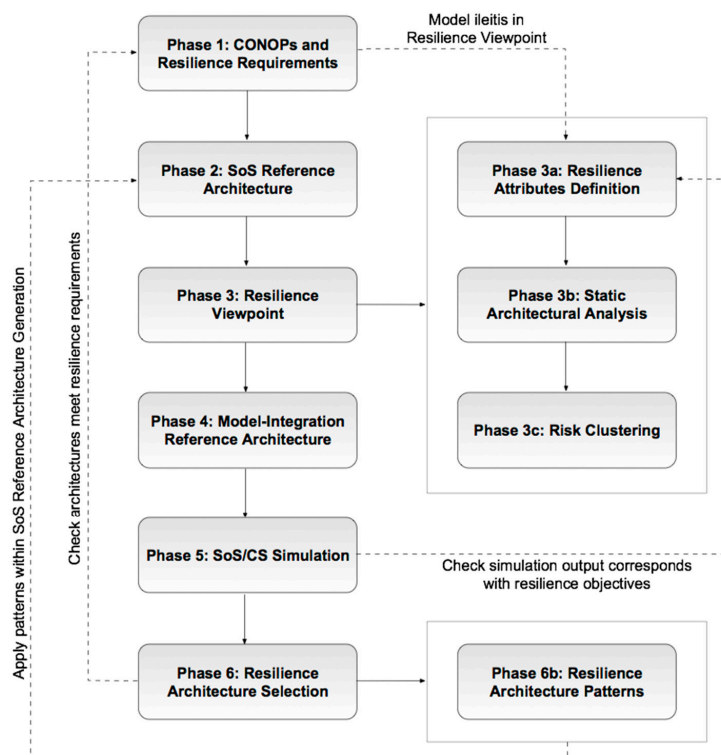 Model ileitis in
Resilience Viewpoint
Phase 1: CONOPs and
Resilience Requirements
Phase 2: SoS Reference
Architecture
Phase 3a: Resilience
Attributes Definition
Phase 3: Resilience
Viewpoint
Phase 3b: Static
Architectural Analysis
Phase 4: Model-Integration
Reference Architecture
Phase 3c: Risk Clustering
Phase 5: SoS/CS Simulation
Check simulation output corresponds
with resilience objectives
Phase 6: Resilience
Architecture Selection
Phase 6b: Resilience
Architecture Patterns
Apply patterns within SoS Reference Architecture Generation
Check architectures meet resilience requirements